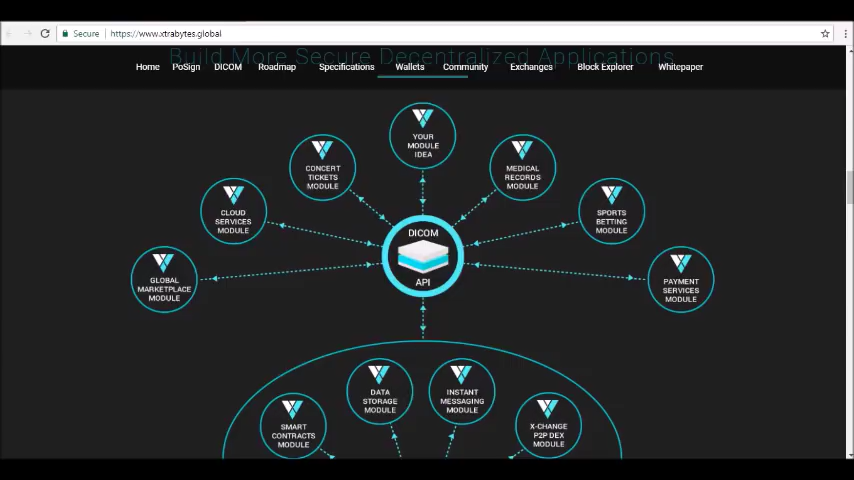 Secure
https://www.xtrabytes.global
Build More Secure Decentralized Applications
Home PoSign DICOM Roadmap Specifications Wallets Community Exchanges Block Explorer Whitepaper
YOUR
MODULE
IDEA
CONCERT
TICKETS
MODULE
MEDICAL
RECORDS
MODULE
CLOUD
SERVICES
MODULE
SPORTS
BETTING
MODULE
DICOM
API
GLOBAL
MARKETPLACE
MODULE
PAYMENT
SERVICES
MODULE
DATA
STORAGE
MODULE
INSTANT
MESSAGING
MODULE
SMART
CONTRACTS
MODULE
X-CHANGE
P2P DEX
MODULE